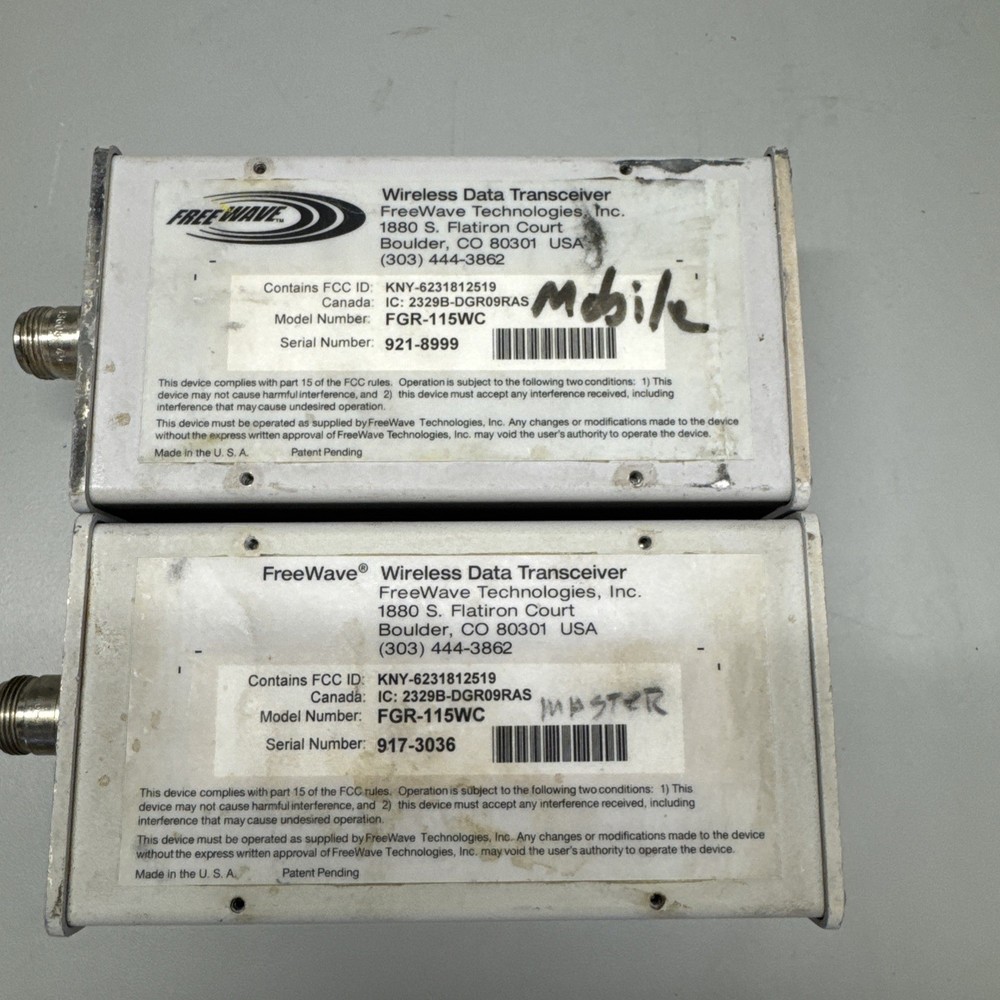 FREEWAVE™
Wireless Data Transceiver
FreeWave Technologies, Inc.
1880 S. Flatiron Court
Boulder, CO 80301 USA
(303) 444-3862
Contains FCC ID: KNY-6231812519
Canada: IC: 2329B-DGR09RAS
Mobile
Model Number: FGR-115WC
Serial Number: 921-8999
This device complies with part 15 of the FCC rules. Operation is subject to the following two conditions: 1) This
device may not cause harmful interference, and 2) this device must accept any interference received, including
interference that may cause undesired operation.
This device must be operated as supplied by FreeWave Technologies, Inc. Any changes or modifications made to the device
without the express written approval of FreeWave Technologies, Inc. may void the user's authority to operate the device.
Made in the U. S. A. Patent Pending
FreeWave® Wireless Data Transceiver
FreeWave Technologies, Inc.
1880 S. Flatiron Court
Boulder, CO 80301 USA
(303) 444-3862
Contains FCC ID: KNY-6231812519
Canada: IC: 2329B-DGR09RAS
MASTER
Model Number: FGR-115WC
Serial Number: 917-3036
This device complies with part 15 of the FCC rules. Operation is subject to the following two conditions: 1) This
device may not cause harmful interference, and 2) this device must accept any interference received, including
interference that may cause undesired operation.
This device must be operated as supplied by FreeWave Technologies, Inc. Any changes or modifications made to the device
without the express written approval of FreeWave Technologies, Inc. may void the user's authority to operate the device.
Made in the U. S. A. Patent Pending